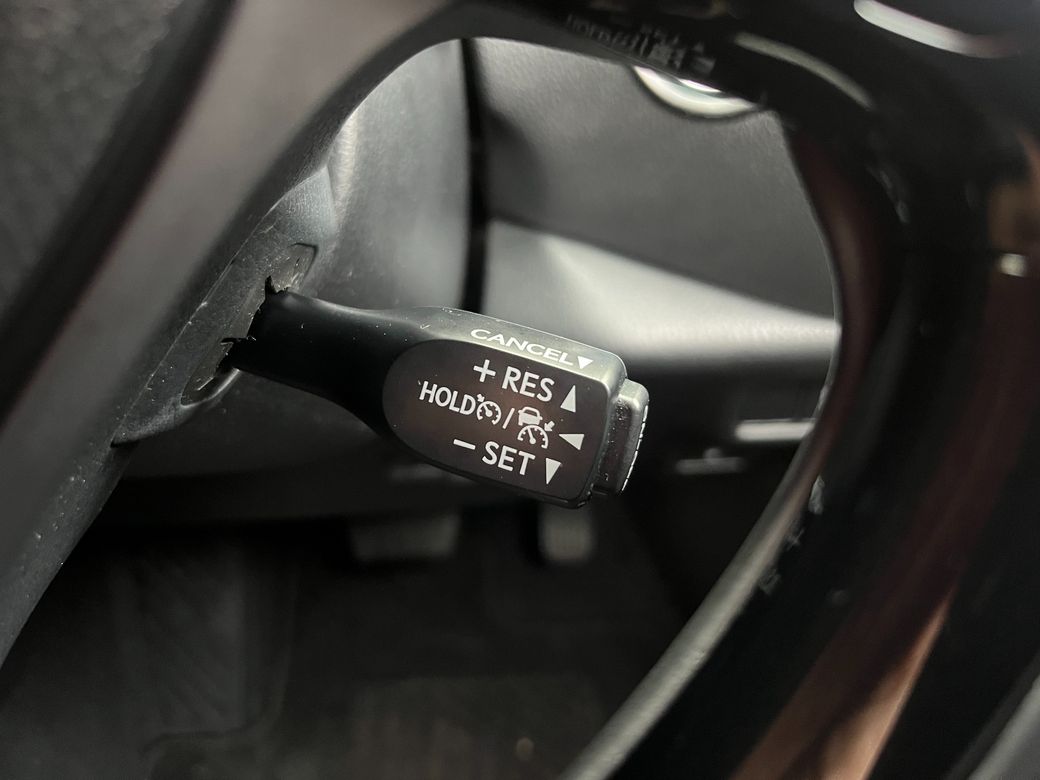 CANCEL▼
+ RES ▲
HOLD / ◀
− SET ▼